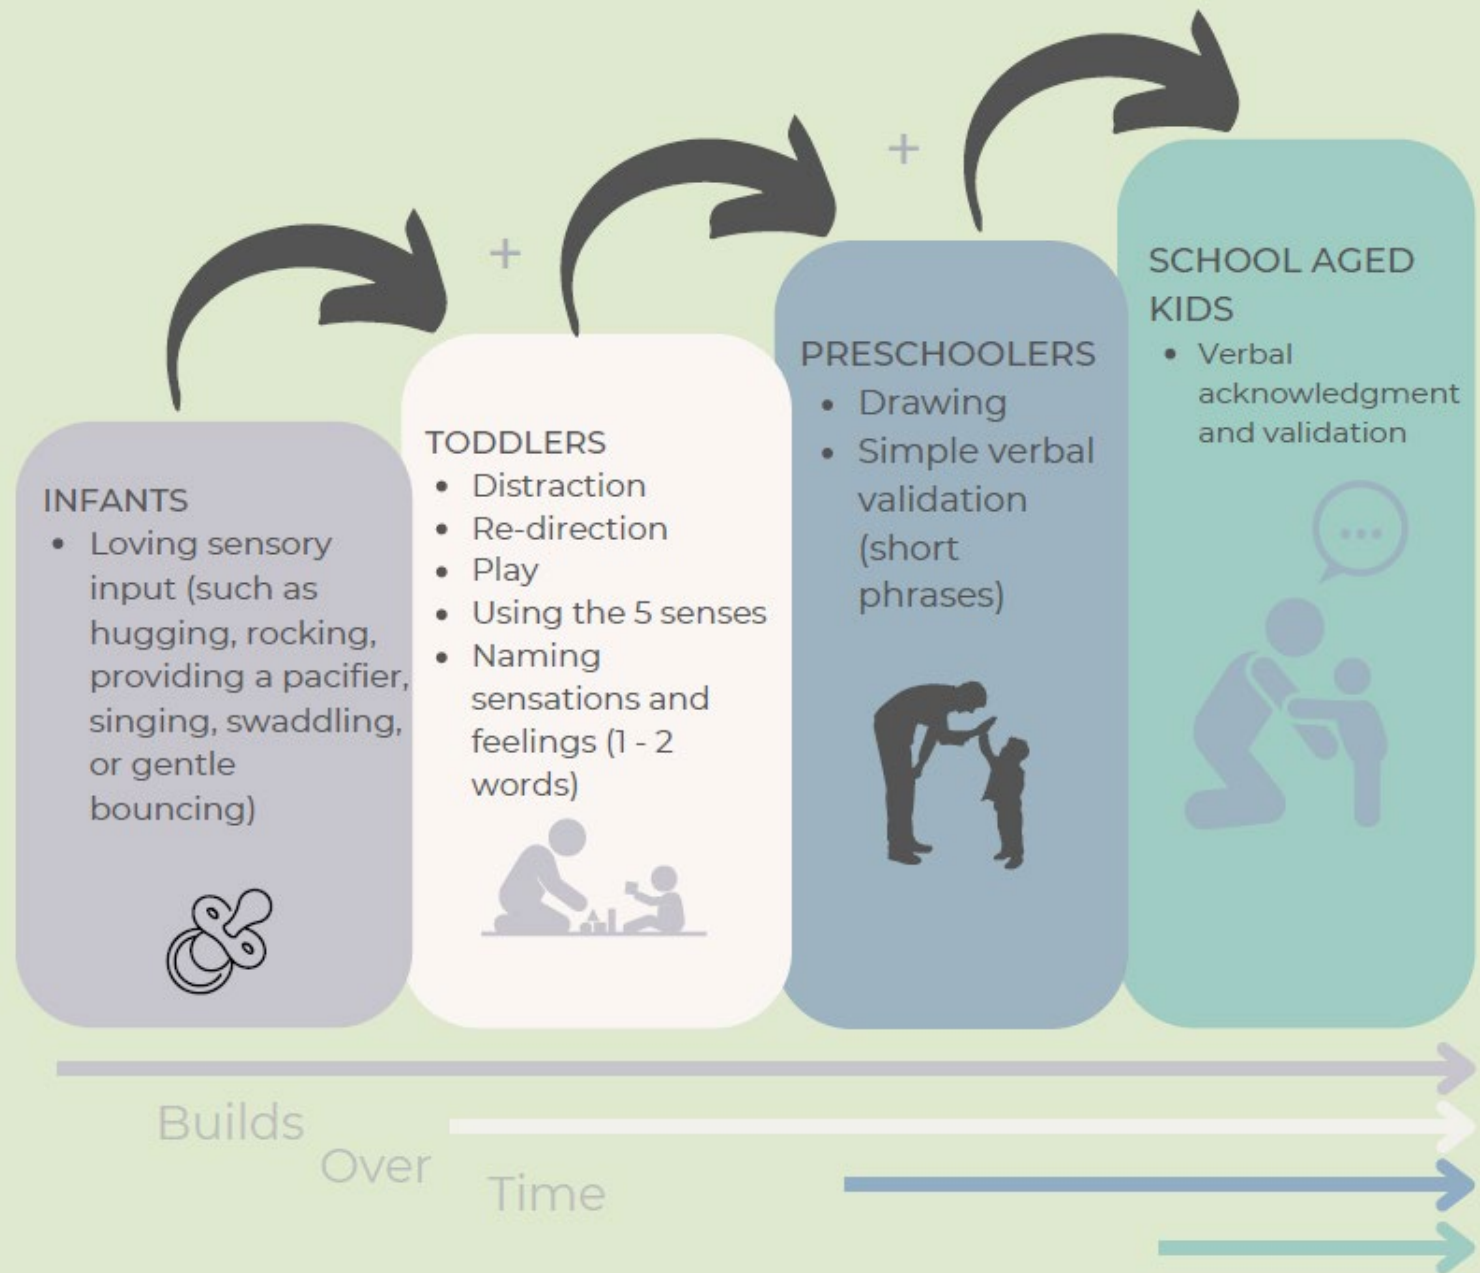 +
+
INFANTS
• Loving sensory
input (such as
hugging, rocking,
providing a pacifier,
singing, swaddling,
or gentle
bouncing)
TODDLERS
• Distraction
• Re-direction
• Play
• Using the 5 senses
• Naming
sensations and
feelings (1 - 2
words)
PRESCHOOLERS
• Drawing
• Simple verbal
validation
(short
phrases)
SCHOOL AGED
KIDS
• Verbal
acknowledgment
and validation
...
Builds
Over
Time